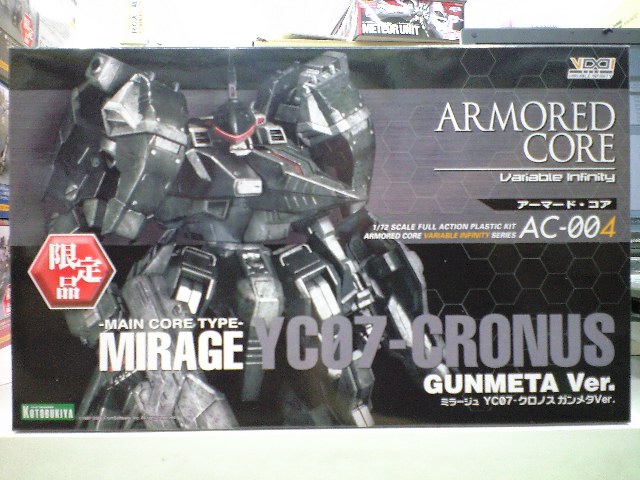 METEOR UNIT
VI
ARMORED
CORE
Variable Infinity
アーマード・コア
1/72 SCALE FULL ACTION PLASTIC KIT
ARMORED CORE VARIABLE INFINITY SERIES
AC-004
限定
品
-MAIN CORE TYPE-
MIRAGE YC07-CRONUS
GUNMETA Ver.
ミラージュ YC07-クロノス ガンメタVer.
KOTOBUKIYA